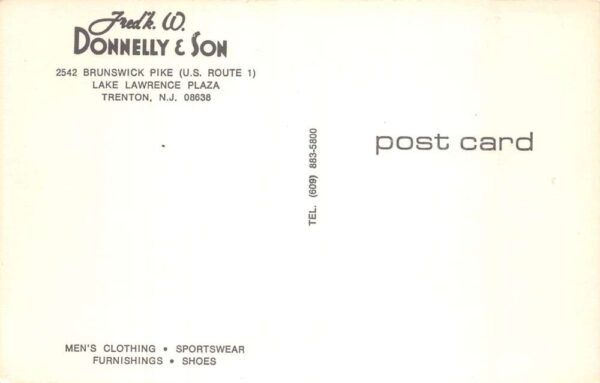 Fred'k. W.
DONNELLY & SON
2542 BRUNSWICK PIKE (U.S. ROUTE 1)
LAKE LAWRENCE PLAZA
TRENTON, N.J. 08638
TEL. (609) 883-5800
post card
MEN'S CLOTHING • SPORTSWEAR
FURNISHINGS • SHOES